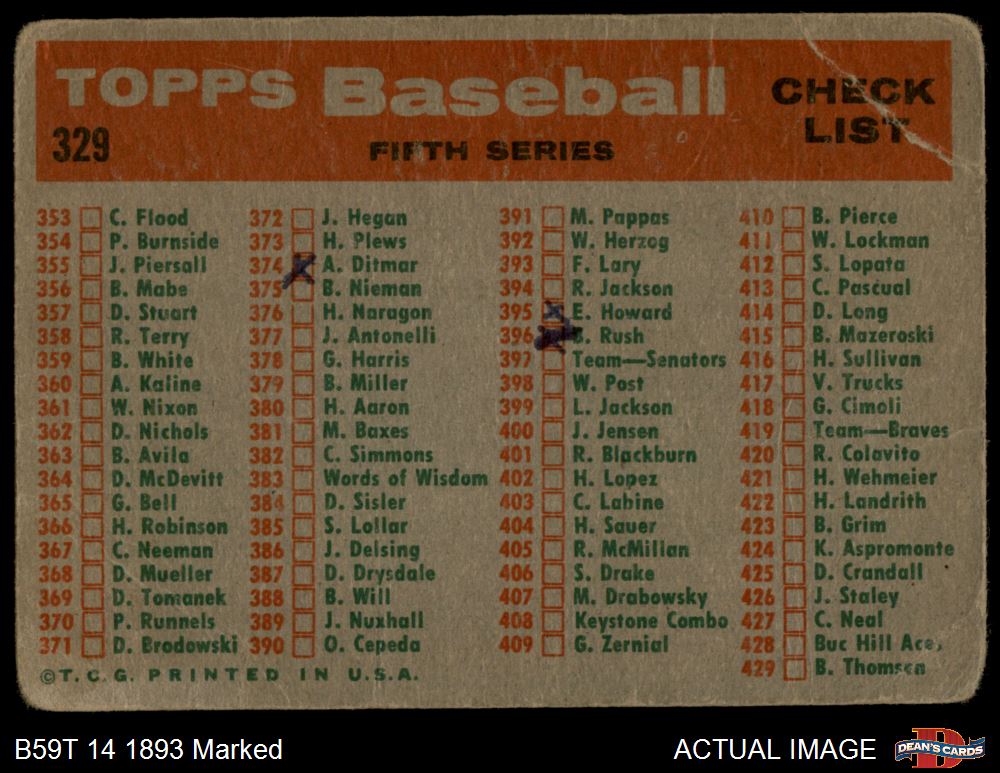 TOPPS Baseball CHECK LIST
329
FIFTH SERIES
353 C. Flood
354 P. Burnside
355 J. Piersall
356 B. Mabe
357 D. Stuart
358 R. Terry
359 B. White
360 A. Kaline
361 W. Nixon
362 D. Nichols
363 B. Avila
364 D. McDevitt
365 G. Bell
366 H. Robinson
367 C. Neeman
368 D. Mueller
369 D. Tomanek
370 P. Runnels
371 D. Brodowski
372 J. Hegan
373 H. Plews
374 A. Ditmar
375 B. Nieman
376 H. Naragon
377 J. Antonelli
378 G. Harris
379 B. Miller
380 H. Aaron
381 M. Baxes
382 C. Simmons
383 Words of Wisdom
384 D. Sisler
385 S. Lollar
386 J. Delsing
387 D. Drysdale
388 B. Will
389 J. Nuxhall
390 O. Cepeda
391 M. Pappas
392 W. Herzog
393 F. Lary
394 R. Jackson
395 E. Howard
396 B. Rush
397 Team—Senators
398 W. Post
399 L. Jackson
400 J. Jensen
401 R. Blackburn
402 H. Lopez
403 C. Labine
404 H. Sauer
405 R. McMillan
406 S. Drake
407 M. Drabowsky
408 Keystone Combo
409 G. Zernial
410 B. Pierce
411 W. Lockman
412 S. Lopata
413 C. Pascual
414 D. Long
415 B. Mazeroski
416 H. Sullivan
417 V. Trucks
418 G. Cimoli
419 Team—Braves
420 R. Colavito
421 H. Wehmeier
422 H. Landrith
423 B. Grim
424 K. Aspromonte
425 D. Crandall
426 J. Staley
427 C. Neal
428 Buc Hill Aces
429 B. Thomson
©T. C. G. PRINTED IN U.S.A.
B59T 14 1893 Marked
ACTUAL IMAGE
DEAN'S CARDS